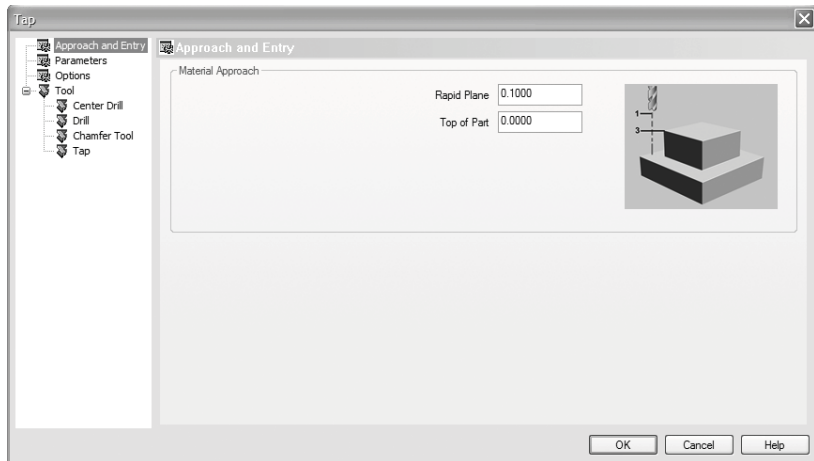 Tap
Approach and Entry
Parameters
Options
Tool
Center Drill
Drill
Chamfer Tool
Tap
Approach and Entry
Material Approach
Rapid Plane 0.1000
Top of Part 0.0000
1
3
OK Cancel Help